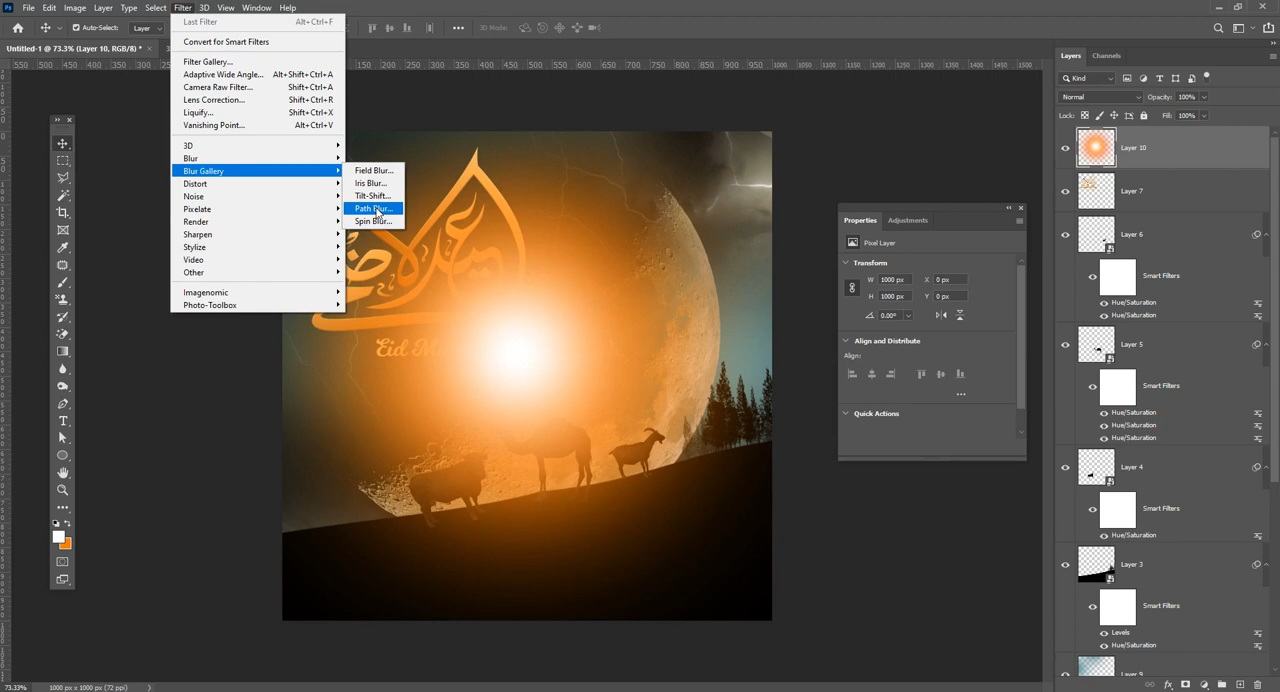 File Edit Image Layer Type Select Filter 3D View Window Help
Auto-Select: Layer 3D Mode:
Untitled-1 @ 73.3% (Layer 10, RGB/8) *
Last Filter Alt+Ctrl+F
Convert for Smart Filters
Filter Gallery...
Adaptive Wide Angle... Alt+Shift+Ctrl+A
Camera Raw Filter... Shift+Ctrl+A
Lens Correction... Shift+Ctrl+R
Liquify... Shift+Ctrl+X
Vanishing Point... Alt+Ctrl+V
3D
Blur
Blur Gallery
Distort
Noise
Pixelate
Render
Sharpen
Stylize
Video
Other
Imagenomic
Photo-Toolbox
Field Blur...
Iris Blur...
Tilt-Shift...
Path Blur...
Spin Blur...
Properties Adjustments
Pixel Layer
Transform
W 1000 px X 0 px
H 1000 px Y 0 px
0.00°
Align and Distribute
Align:
Quick Actions
Layers Channels
Kind
Normal Opacity: 100%
Lock: Fill: 100%
Layer 10
Layer 7
Layer 6
Smart Filters
Hue/Saturation
Hue/Saturation
Layer 5
Smart Filters
Hue/Saturation
Hue/Saturation
Hue/Saturation
Layer 4
Smart Filters
Hue/Saturation
Layer 3
Smart Filters
Levels
Hue/Saturation
Layer 9
73.33% 1000 px x 1000 px (72 ppi)